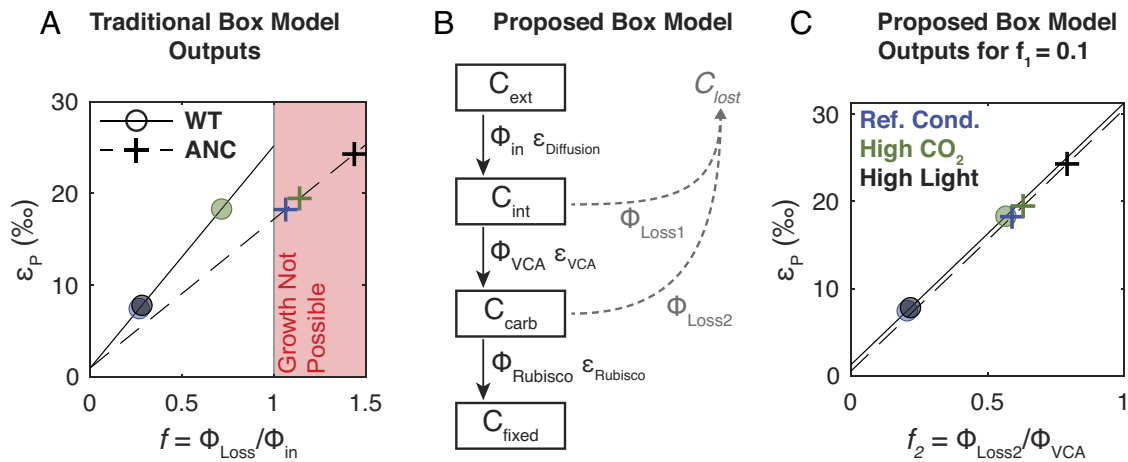 A Traditional Box Model Outputs
WT
ANC
30
20
10
0
ε_P (‰)
Growth Not Possible
0 0.5 1 1.5
f = Φ_Loss/Φ_in
B Proposed Box Model
C_ext
C_lost
Φ_in ε_Diffusion
C_int
Φ_Loss1
Φ_VCA ε_VCA
C_carb
Φ_Loss2
Φ_Rubisco ε_Rubisco
C_fixed
C Proposed Box Model
Outputs for f₁ = 0.1
Ref. Cond.
High CO₂
High Light
30
20
10
0
ε_P (‰)
0 0.5 1
f₂ = Φ_Loss2/Φ_VCA